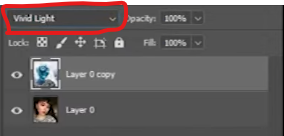 Vivid Light Opacity: 100%
Lock: Fill: 100%
Layer 0 copy
Layer 0